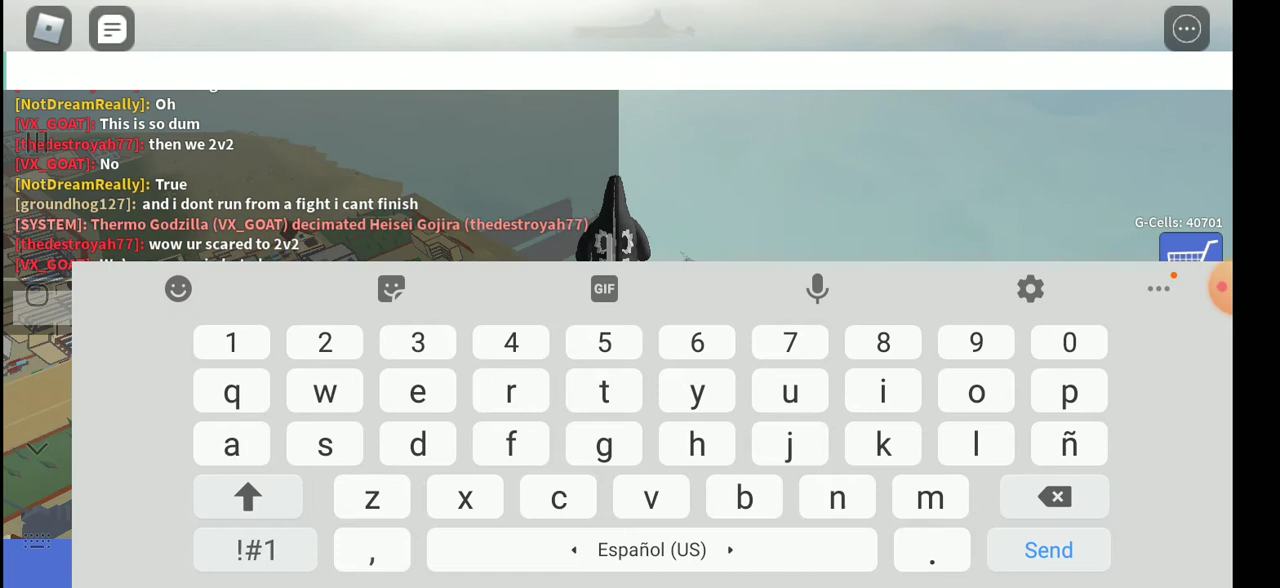 [NotDreamReally]: Oh
[VX_GOAT]: This is so dum
[thedestroyah77]: then we 2v2
[VX_GOAT]: No
[NotDreamReally]: True
[groundhog127]: and i dont run from a fight i cant finish
[SYSTEM]: Thermo Godzilla (VX_GOAT) decimated Heisei Gojira (thedestroyah77)
[thedestroyah77]: wow ur scared to 2v2
G-Cells: 40701
GIF
1 2 3 4 5 6 7 8 9 0
q w e r t y u i o p
a s d f g h j k l ñ
z x c v b n m
!#1 , Español (US) . Send